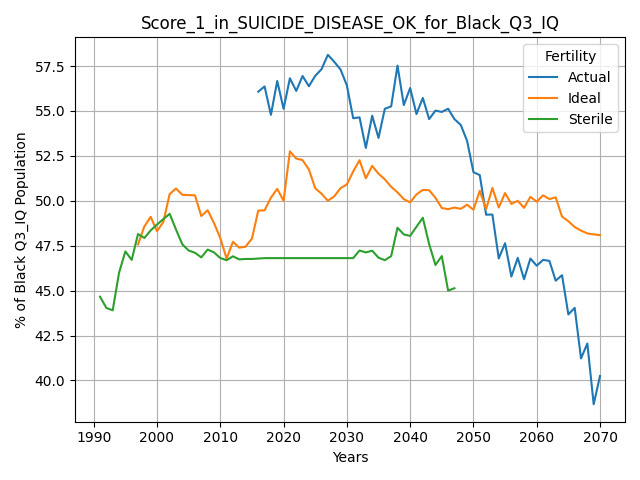 Score_1_in_SUICIDE_DISEASE_OK_for_Black_Q3_IQ
Fertility
Actual
Ideal
Sterile
% of Black Q3_IQ Population
57.5
55.0
52.5
50.0
47.5
45.0
42.5
40.0
1990 2000 2010 2020 2030 2040 2050 2060 2070
Years